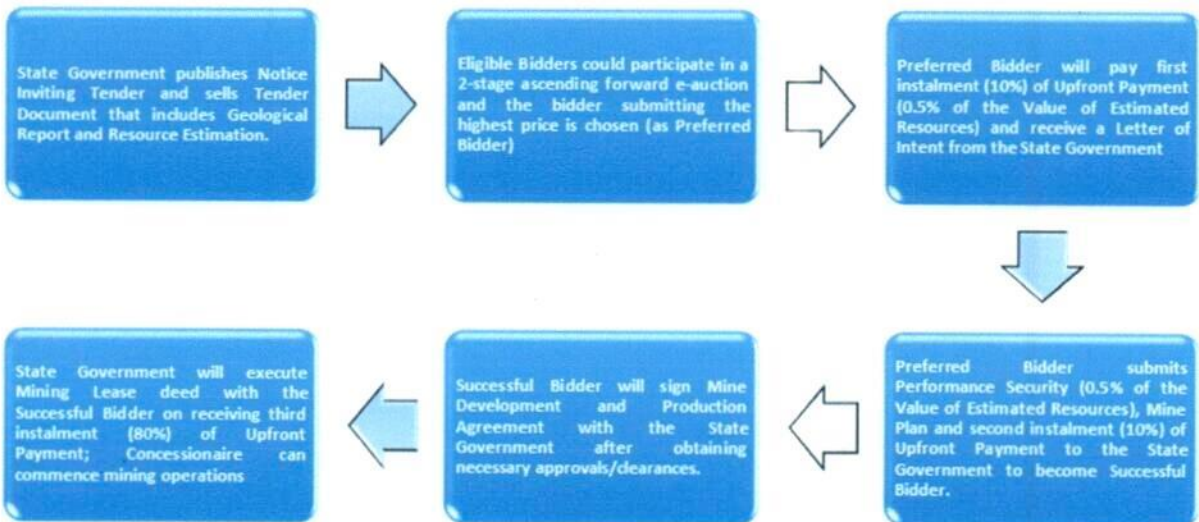 State Government publishes Notice
Inviting Tender and sells Tender
Document that includes Geological
Report and Resource Estimation.
Eligible Bidders could participate in a
2-stage ascending forward e-auction
and the bidder submitting the
highest price is chosen (as Preferred
Bidder)
Preferred Bidder will pay first
instalment (10%) of Upfront Payment
(0.5% of the Value of Estimated
Resources) and receive a Letter of
Intent from the State Government
Preferred Bidder submits
Performance Security (0.5% of the
Value of Estimated Resources), Mine
Plan and second instalment (10%) of
Upfront Payment to the State
Government to become Successful
Bidder.
Successful Bidder will sign Mine
Development and Production
Agreement with the State
Government after obtaining
necessary approvals/clearances.
State Government will execute
Mining Lease deed with the
Successful Bidder on receiving third
instalment (80%) of Upfront
Payment; Concessionaire can
commence mining operations